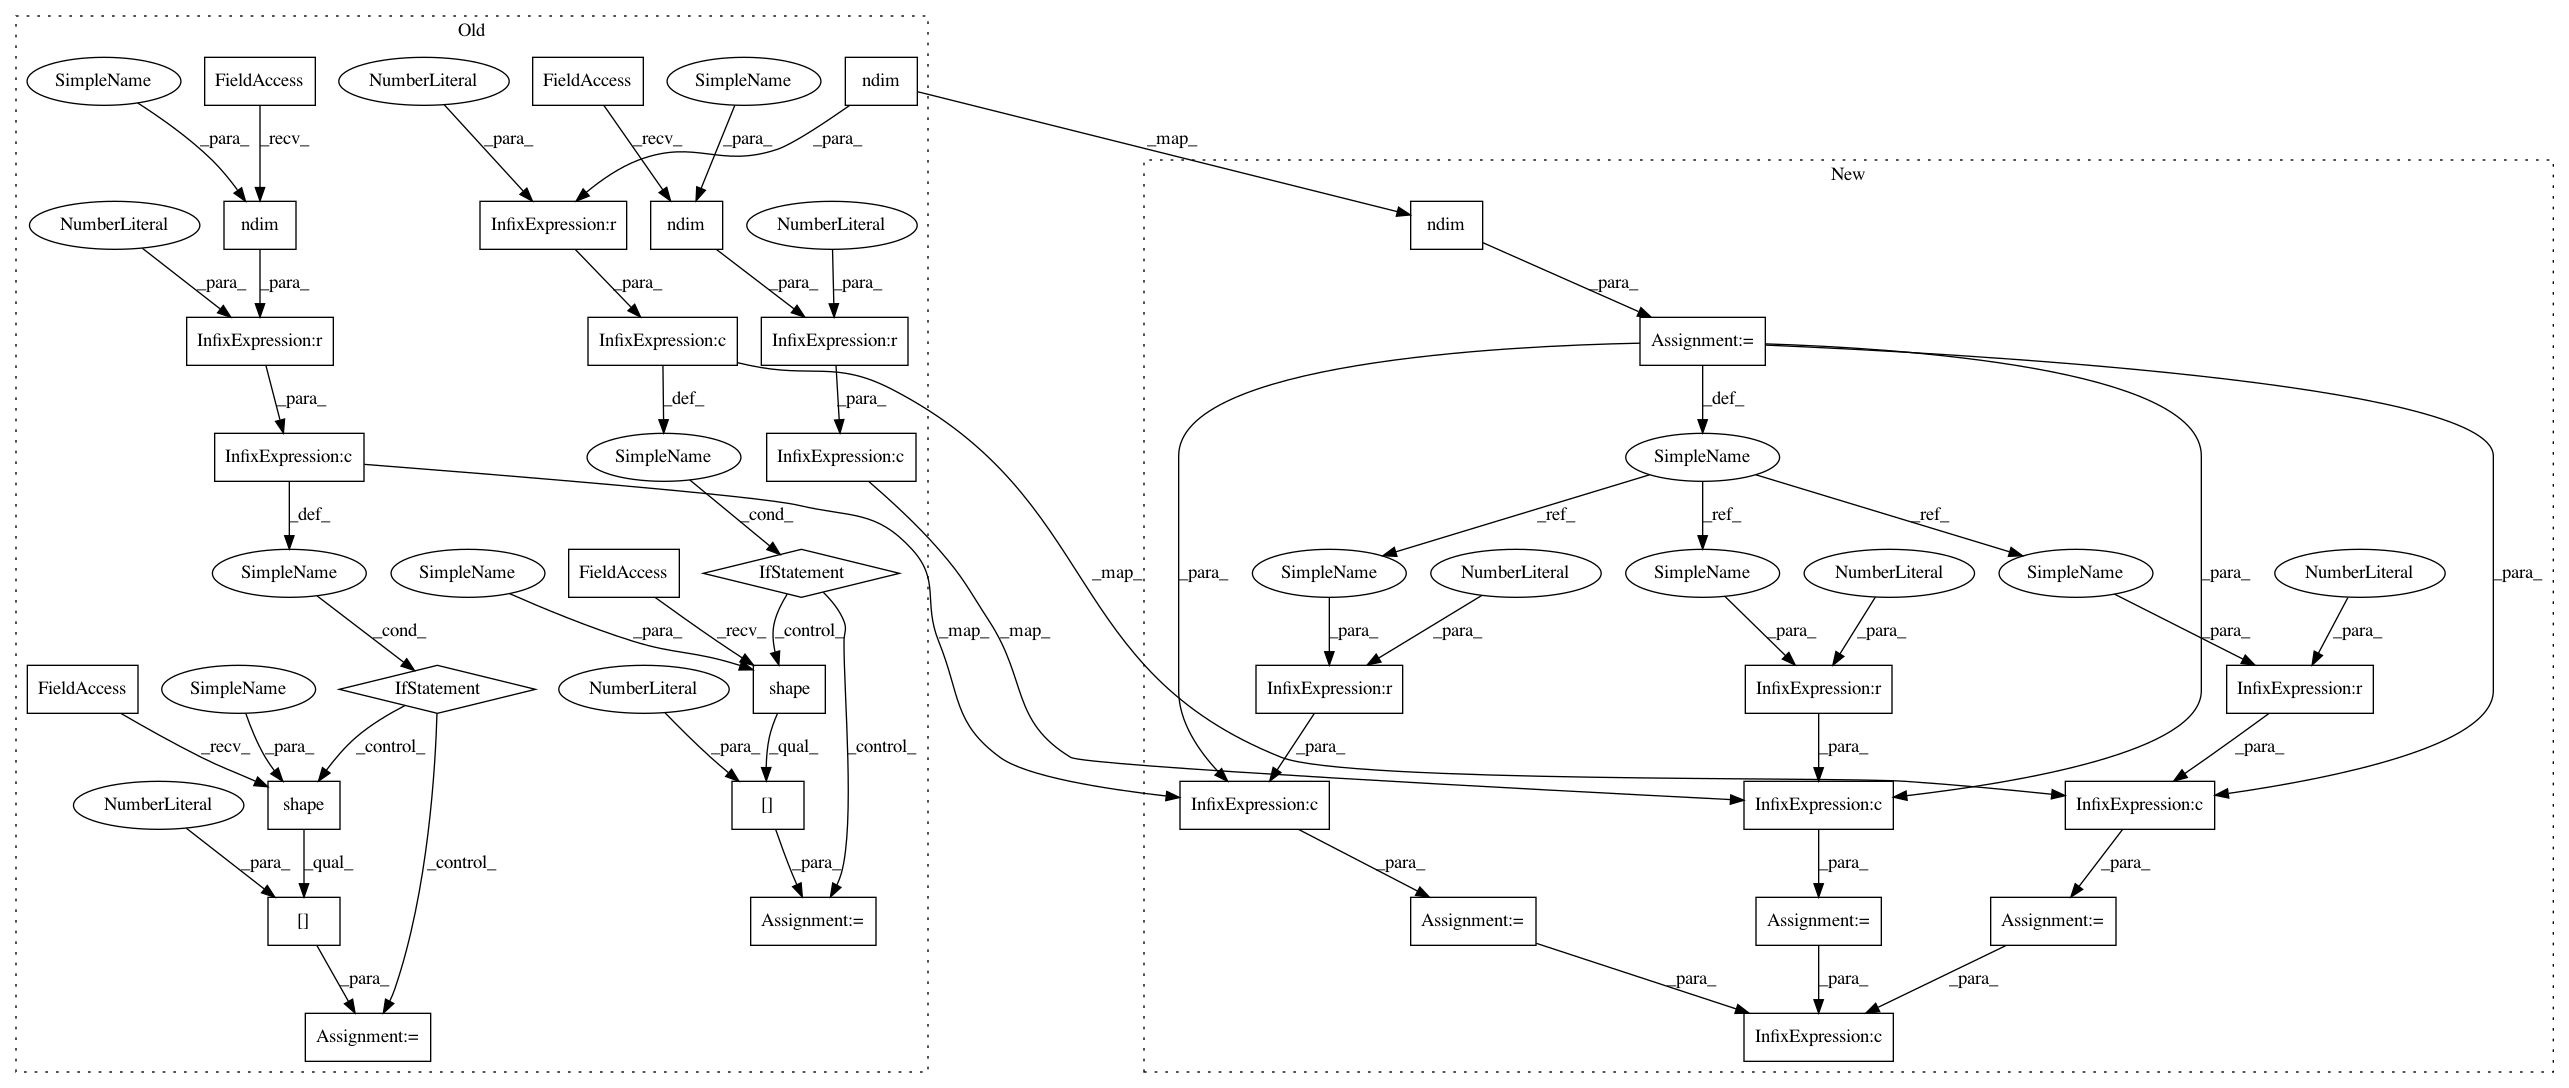 Old
SimpleName
FieldAccess
NumberLiteral
FieldAccess
SimpleName
ndim
_para_
_recv_
_para_
_recv_
_para_
_para_
_map_
New
NumberLiteral
ndim
InfixExpression:r
ndim
NumberLiteral
ndim
_para_
_para_
_para_
_para_
_para_
_para_
InfixExpression:r
InfixExpression:c
InfixExpression:r
Assignment:=
_para_
_def_
_para_
_def_
InfixExpression:c
SimpleName
InfixExpression:c
SimpleName
_def_
_cond_
_ref_
_ref_
_ref_
SimpleName
SimpleName
FieldAccess
IfStatement
_map_
_para_
SimpleName
NumberLiteral
SimpleName
NumberLiteral
SimpleName
_para_
NumberLiteral
_para_
_cond_
_para_
_recv_
_control_
_map_
_map_
_para_
_para_
_para_
_para_
_para_
_para_
FieldAccess
SimpleName
IfStatement
NumberLiteral
shape
InfixExpression:r
InfixExpression:r
InfixExpression:r
_recv_
_para_
_control_
_para_
_qual_
_control_
_para_
_para_
_para_
NumberLiteral
shape
[]
InfixExpression:c
InfixExpression:c
InfixExpression:c
_para_
_qual_
_control_
_para_
_para_
_para_
_para_
[]
Assignment:=
Assignment:=
Assignment:=
Assignment:=
_para_
_para_
_para_
_para_
Assignment:=
InfixExpression:c